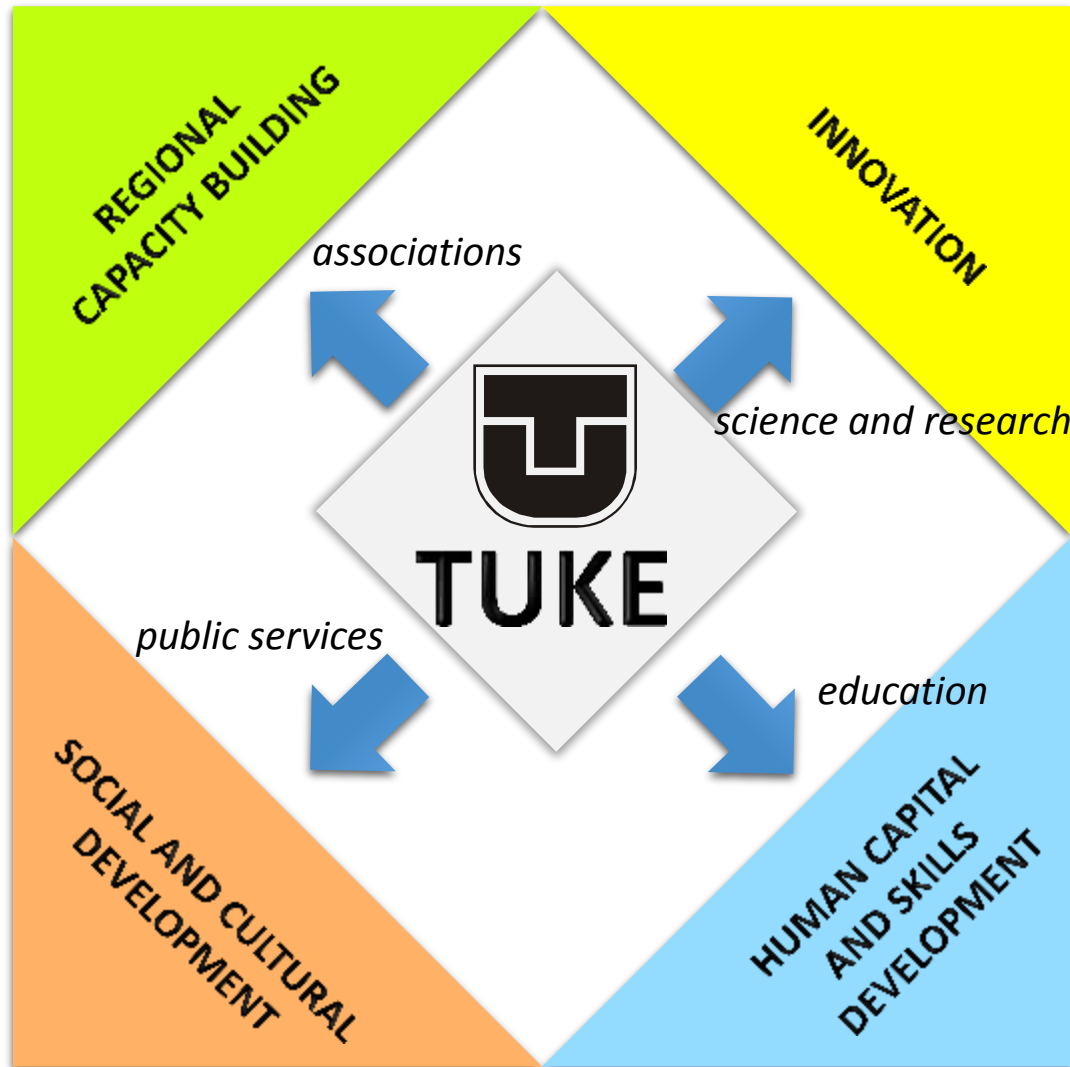 REGIONAL
CAPACITY BUILDING
INNOVATION
associations
science and research
TUKE
public services
education
SOCIAL AND CULTURAL
DEVELOPMENT
HUMAN CAPITAL
AND SKILLS
DEVELOPMENT